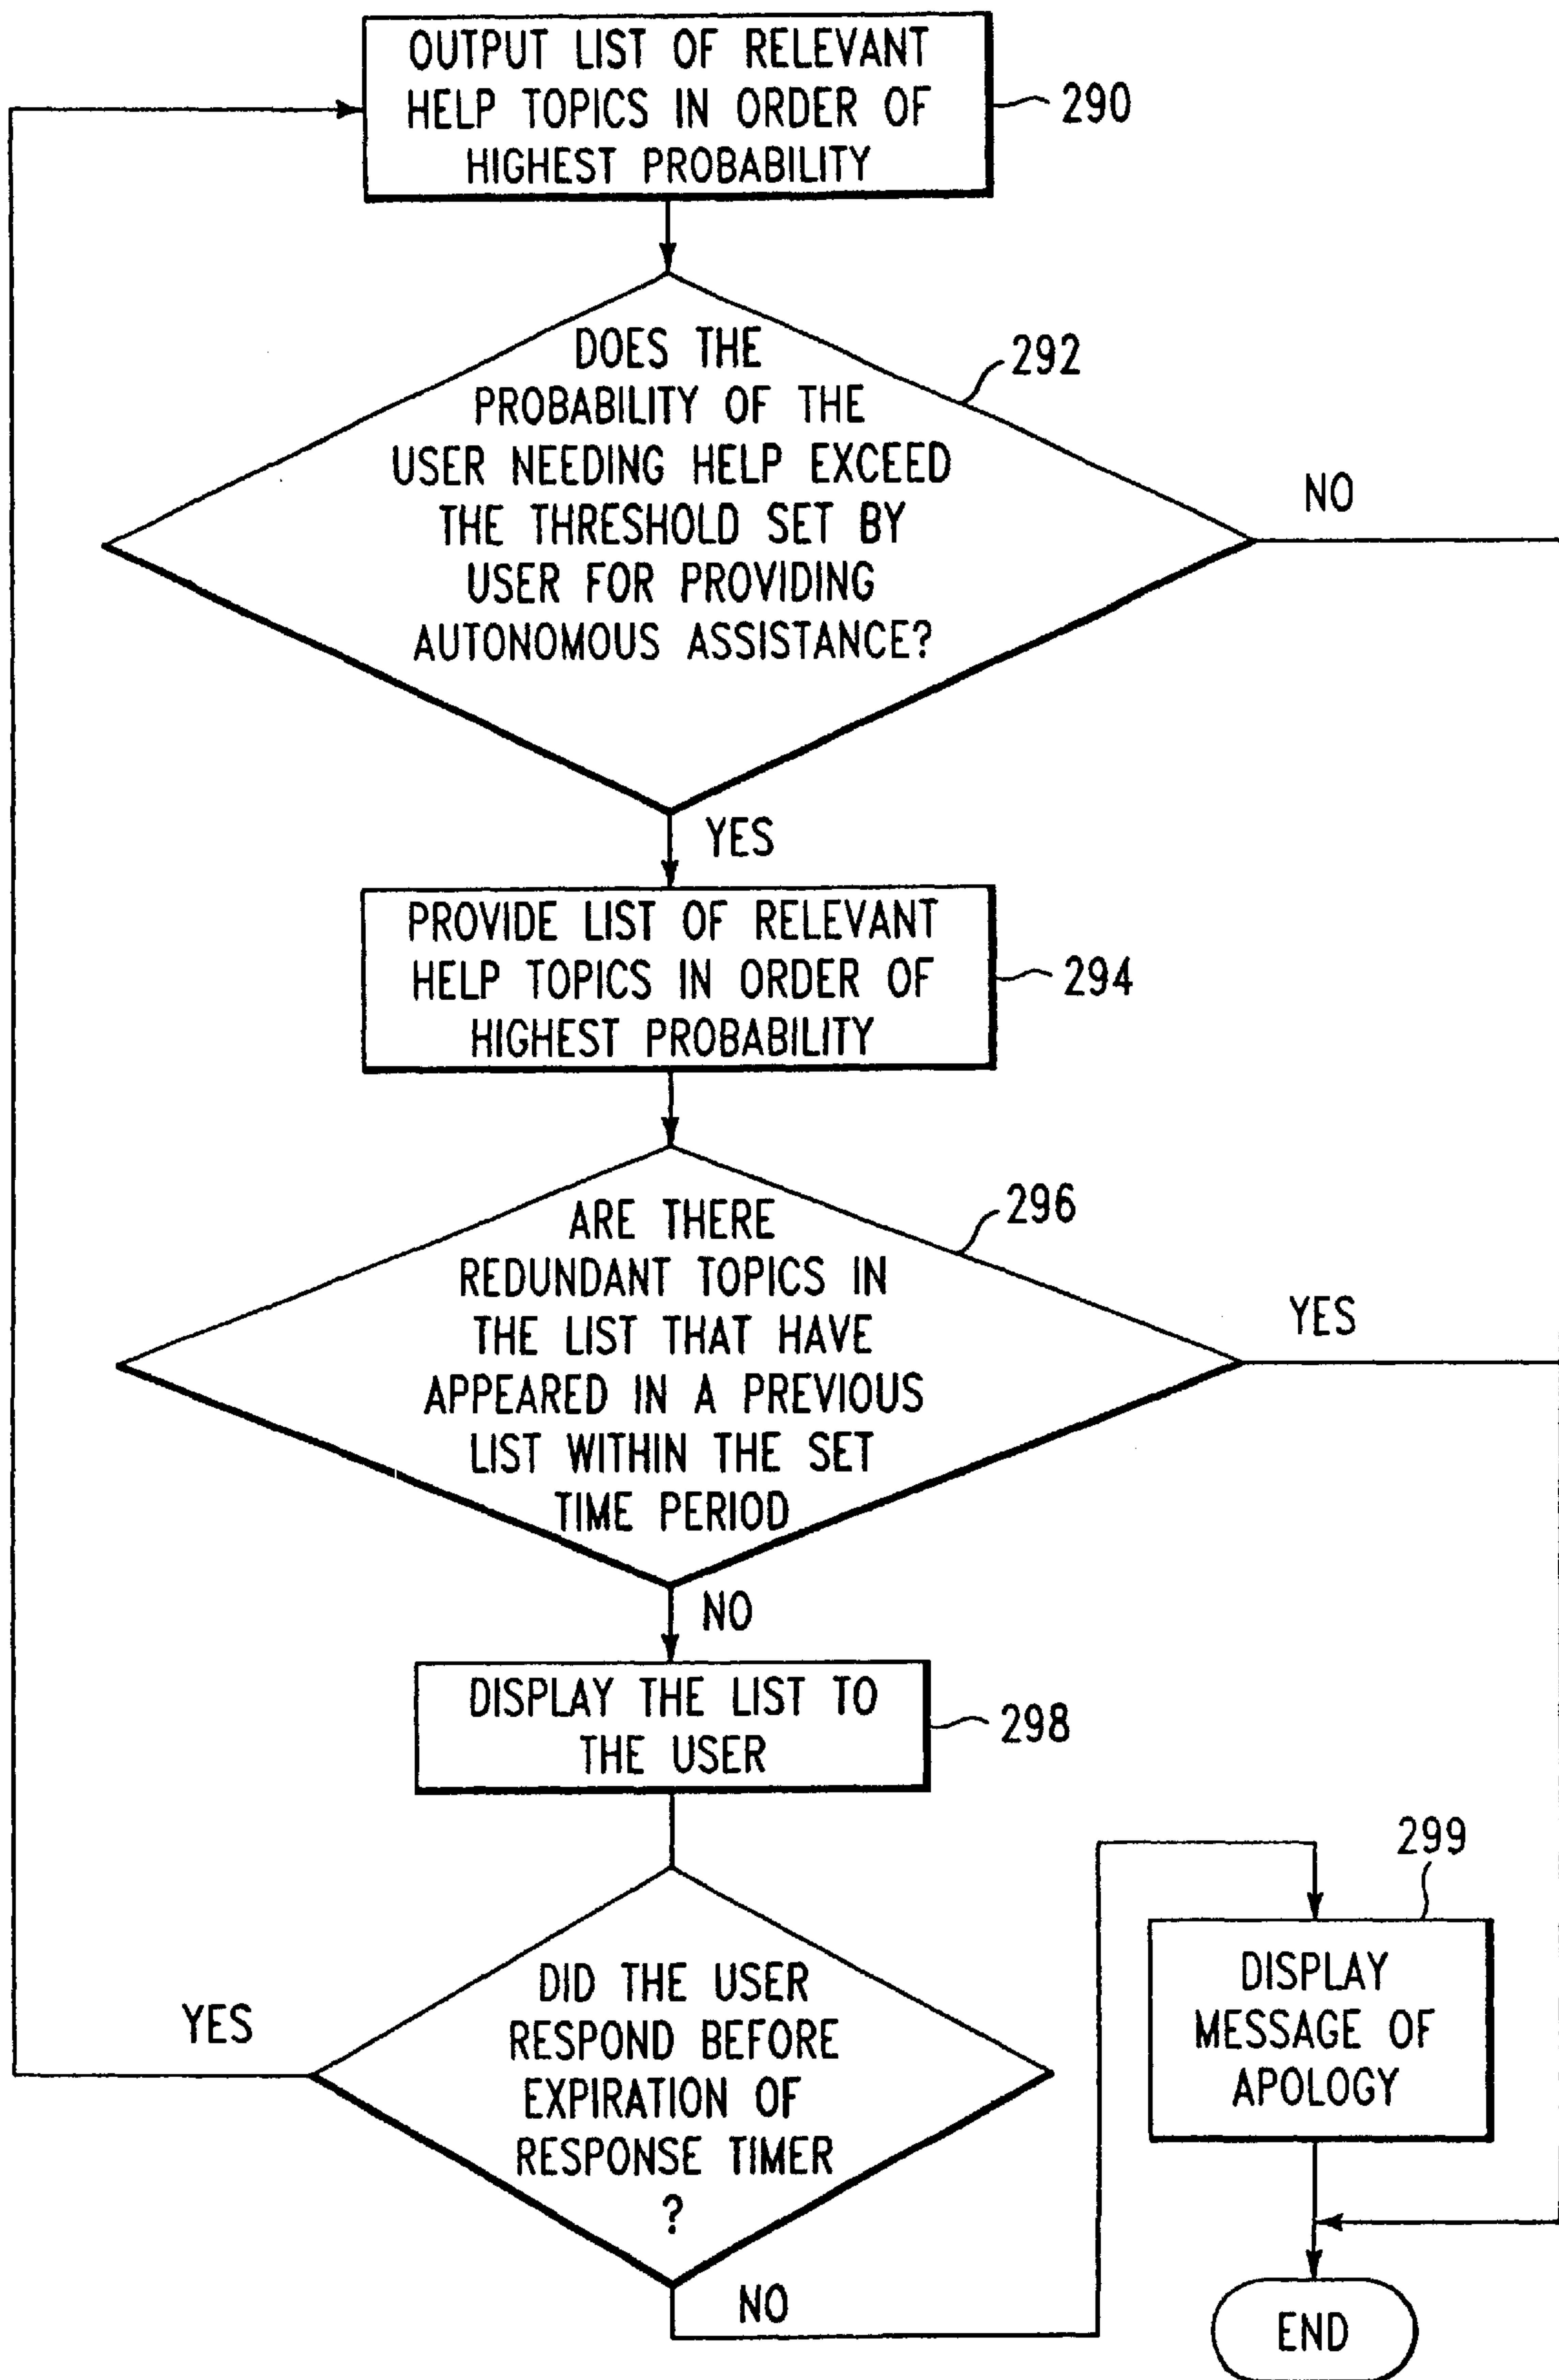 OUTPUT LIST OF RELEVANT
HELP TOPICS IN ORDER OF
HIGHEST PROBABILITY
290
DOES THE
PROBABILITY OF THE
USER NEEDING HELP EXCEED
THE THRESHOLD SET BY
USER FOR PROVIDING
AUTONOMOUS ASSISTANCE?
292
NO
YES
PROVIDE LIST OF RELEVANT
HELP TOPICS IN ORDER OF
HIGHEST PROBABILITY
294
ARE THERE
REDUNDANT TOPICS IN
THE LIST THAT HAVE
APPEARED IN A PREVIOUS
LIST WITHIN THE SET
TIME PERIOD
296
YES
NO
DISPLAY THE LIST TO
THE USER
298
DID THE USER
RESPOND BEFORE
EXPIRATION OF
RESPONSE TIMER
?
YES
NO
299
DISPLAY
MESSAGE OF
APOLOGY
END